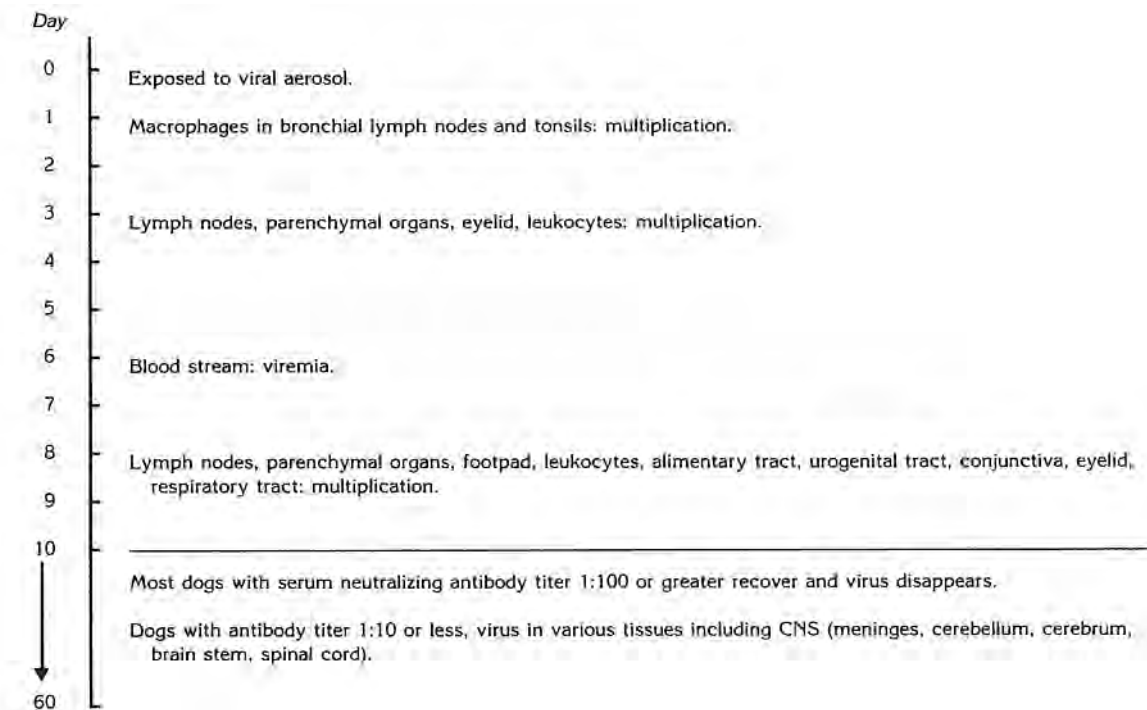 Day
0
Exposed to viral aerosol.
1
Macrophages in bronchial lymph nodes and tonsils: multiplication.
2
3
Lymph nodes, parenchymal organs, eyelid, leukocytes: multiplication.
4
5
6
Blood stream: viremia.
7
8
Lymph nodes, parenchymal organs, footpad, leukocytes, alimentary tract, urogenital tract, conjunctiva, eyelid,
respiratory tract: multiplication.
9
10
Most dogs with serum neutralizing antibody titer 1:100 or greater recover and virus disappears.
Dogs with antibody titer 1:10 or less, virus in various tissues including CNS (meninges, cerebellum, cerebrum,
brain stem, spinal cord).
60